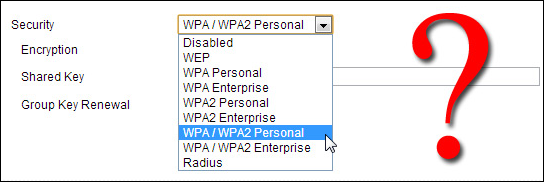 Security
WPA / WPA2 Personal
Disabled
Encryption
WEP
Shared Key
WPA Personal
WPA Enterprise
Group Key Renewal
WPA2 Personal
WPA2 Enterprise
WPA / WPA2 Personal
WPA / WPA2 Enterprise
Radius
?